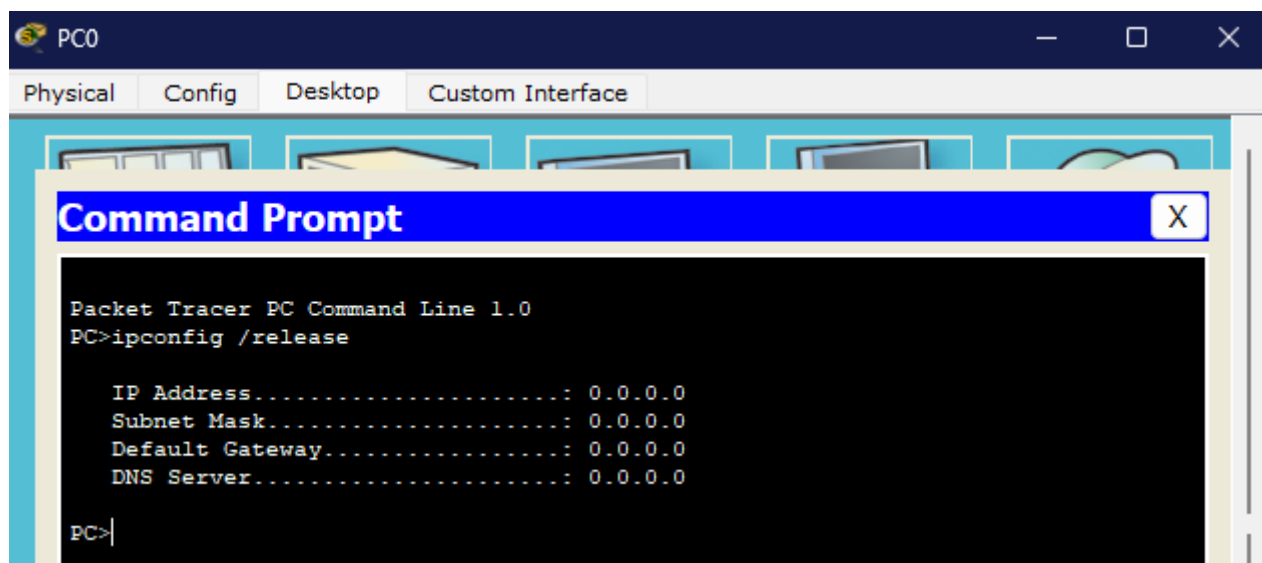 PC0
Physical Config Desktop Custom Interface
Command Prompt X
Packet Tracer PC Command Line 1.0
PC>ipconfig /release
IP Address......................: 0.0.0.0
Subnet Mask.....................: 0.0.0.0
Default Gateway.................: 0.0.0.0
DNS Server......................: 0.0.0.0
PC>